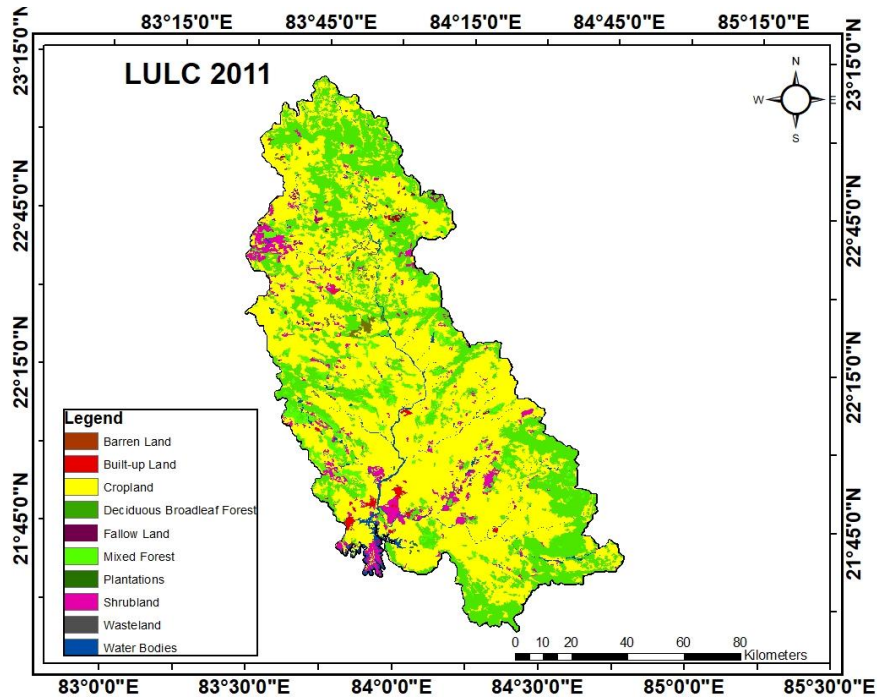 83°15'0"E 83°45'0"E 84°15'0"E 84°45'0"E 85°15'0"E
23°15'0"N
23°15'0"N
LULC 2011
N
W
E
S
22°45'0"N
22°45'0"N
22°15'0"N
22°15'0"N
21°45'0"N
21°45'0"N
Legend
Barren Land
Built-up Land
Cropland
Deciduous Broadleaf Forest
Fallow Land
Mixed Forest
Plantations
Shrubland
Wasteland
Water Bodies
0 10 20 40 60 80
Kilometers
83°0'0"E 83°30'0"E 84°0'0"E 84°30'0"E 85°0'0"E 85°30'0"E